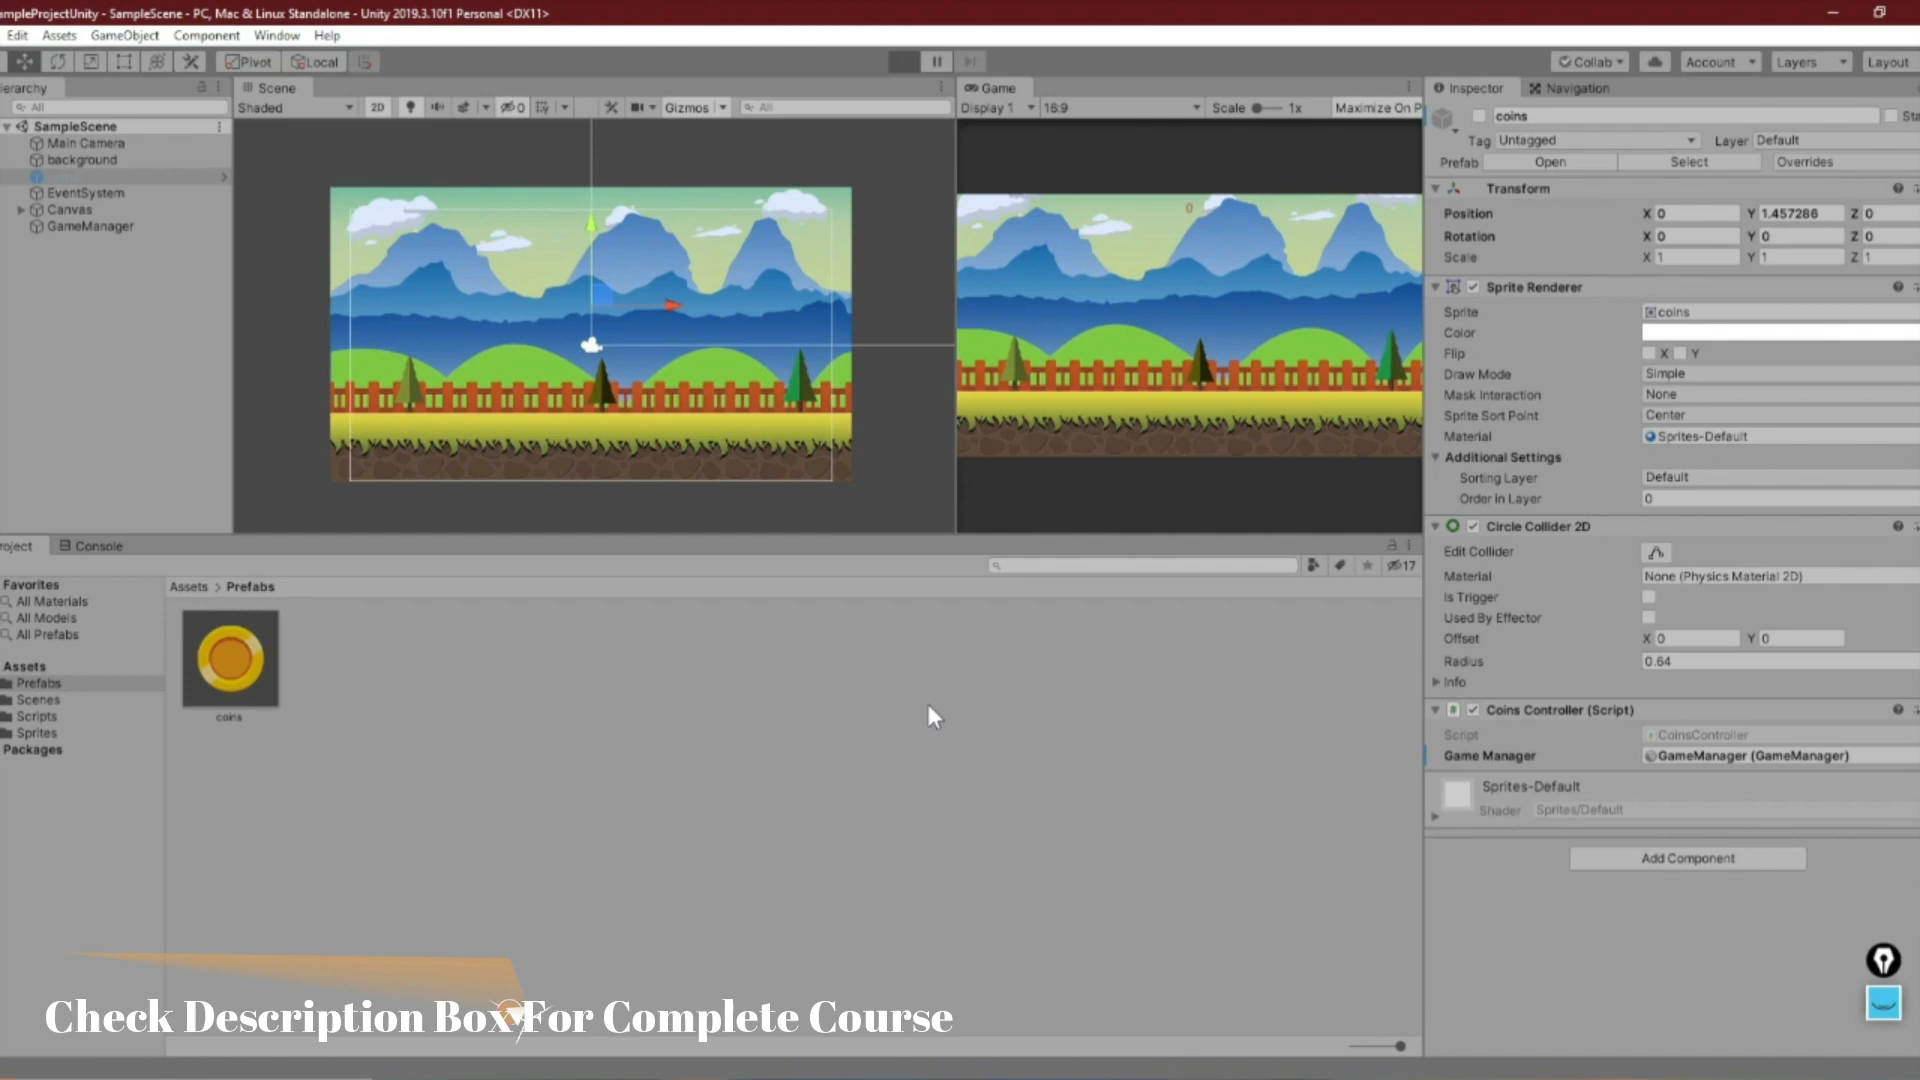 ampleProjectUnity - SampleScene - PC, Mac & Linux Standalone - Unity 2019.3.10f1 Personal <DX11>
Edit Assets GameObject Component Window Help
Pivot Local Collab Account Layers Layout
ierarchy
Scene
Game
Inspector Navigation
All
Shaded 2D 0 Gizmos All
Display 1 16:9 Scale 1x Maximize On P
SampleScene
Main Camera
background
EventSystem
Canvas
GameManager
0
coins Sta
Tag Untagged Layer Default
Prefab Open Select Overrides
Transform
Position X 0 Y 1.457286 Z 0
Rotation X 0 Y 0 Z 0
Scale X 1 Y 1 Z 1
Sprite Renderer
Sprite coins
Color
Flip X Y
Draw Mode Simple
Mask Interaction None
Sprite Sort Point Center
Material Sprites-Default
Additional Settings
Sorting Layer Default
Order in Layer 0
Circle Collider 2D
Edit Collider
Material None (Physics Material 2D)
Is Trigger
Used By Effector
Offset X 0 Y 0
Radius 0.64
Info
Coins Controller (Script)
Script CoinsController
Game Manager GameManager (GameManager)
Sprites-Default
Shader Sprites/Default
Add Component
roject Console
17
Favorites
All Materials
All Models
All Prefabs
Assets
Prefabs
Scenes
Scripts
Sprites
Packages
Assets > Prefabs
coins
Check Description Box For Complete Course